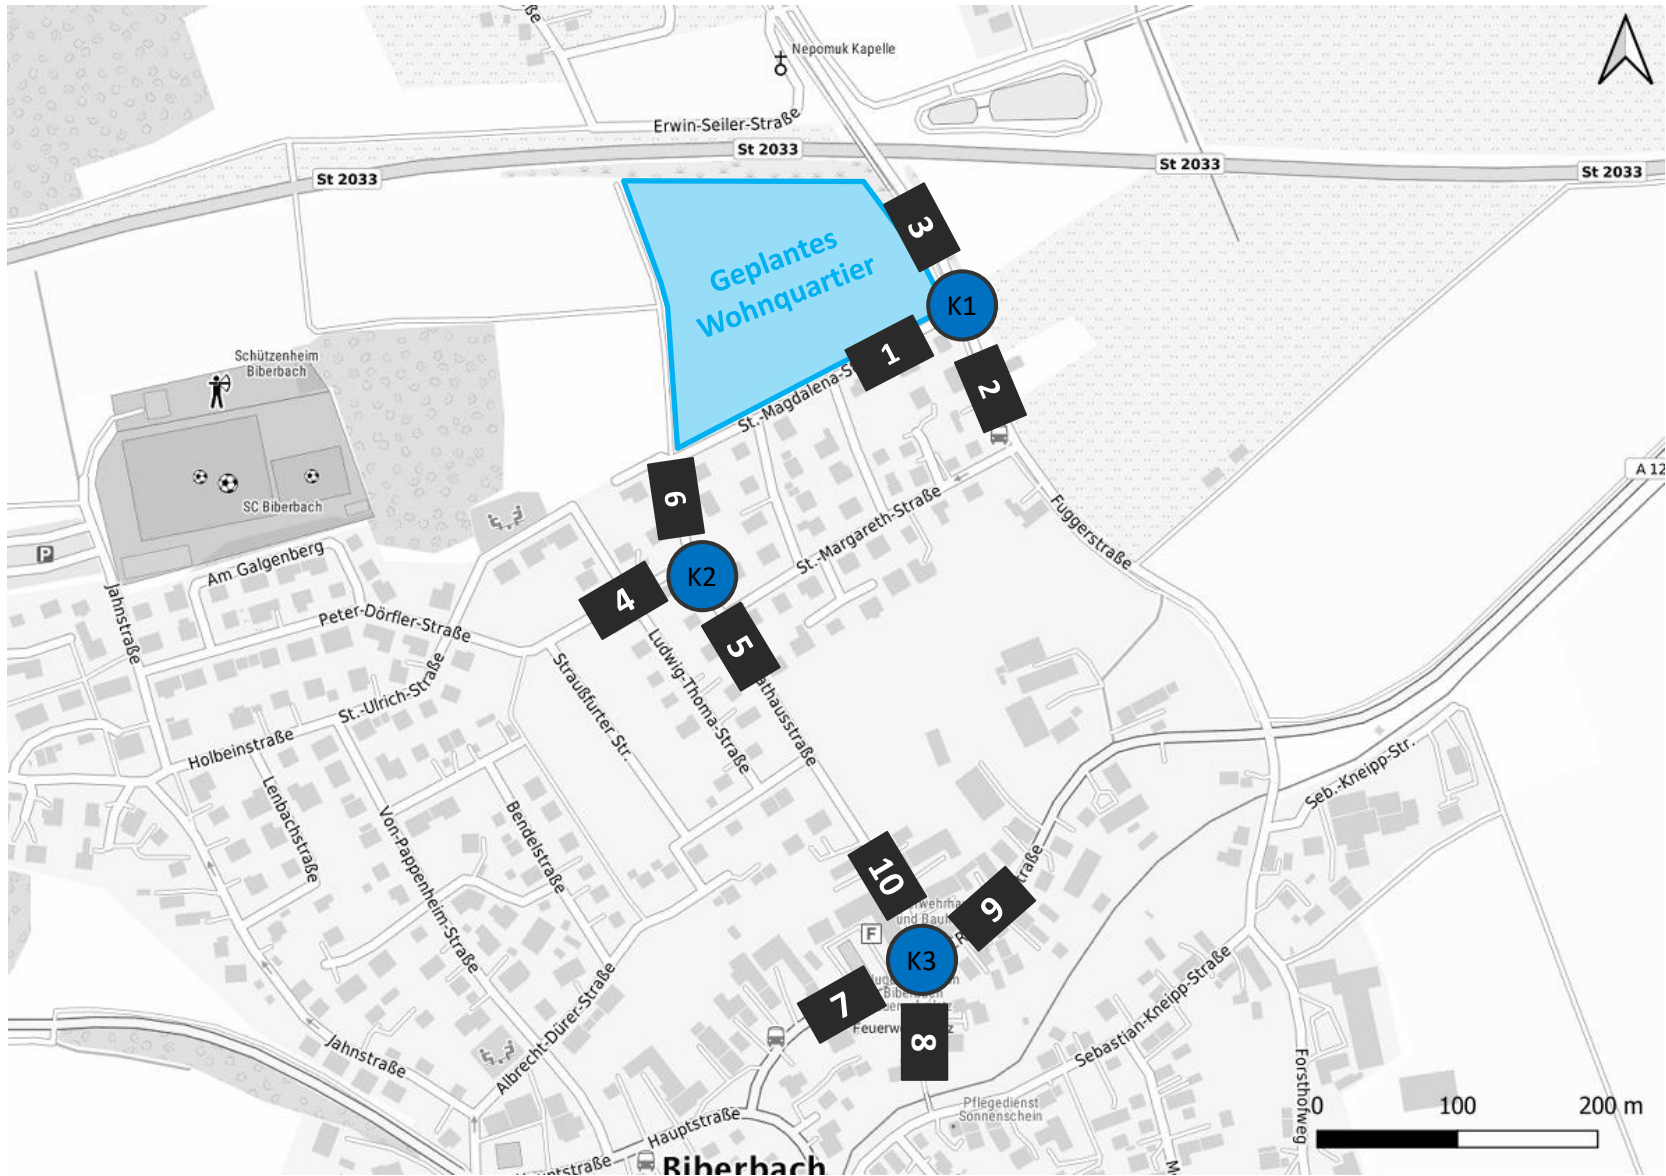 Nepomuk Kapelle
Erwin-Seiler-Straße
St 2033
St 2033
St 2033
St 2033
3
Geplantes
Wohnquartier
K1
1
2
Schützenheim
Biberbach
St.-Magdalena-S
SC Biberbach
6
St.-Margareth-Straße
Fuggerstraße
A 12
P
Am Galgenberg
K2
4
5
Jahnstraße
Peter-Dörfler-Straße
St.-Ulrich-Straße
Straußfurter Str.
Ludwig-Thoma-Straße
athausstraße
Holbeinstraße
Lenbachstraße
Von-Pappenheim-Straße
Bendelstraße
Seb.-Kneipp-Str.
10
9
traße
und Bauh
F
K3
7
8
Biberbach
Feuerw
Albrecht-Dürer-Straße
Jahnstraße
Sebastian-Kneipp-Straße
Forsthofweg
Pflegedienst
Sonnenschein
Hauptstraße
Biberbach
0 100 200 m